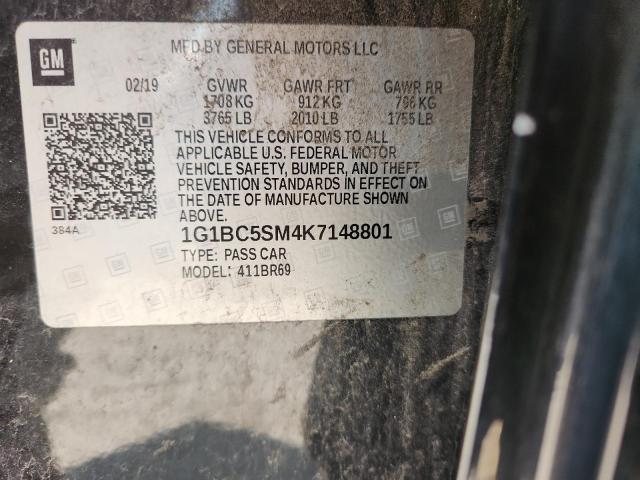 GM
MFD BY GENERAL MOTORS LLC
02/19 GVWR GAWR FRT GAWR RR
1708 KG 912 KG 796 KG
3765 LB 2010 LB 1755 LB
THIS VEHICLE CONFORMS TO ALL
APPLICABLE U.S. FEDERAL MOTOR
VEHICLE SAFETY, BUMPER, AND THEFT
PREVENTION STANDARDS IN EFFECT ON
THE DATE OF MANUFACTURE SHOWN
ABOVE.
384A
1G1BC5SM4K7148801
TYPE: PASS CAR
MODEL: 411BR69